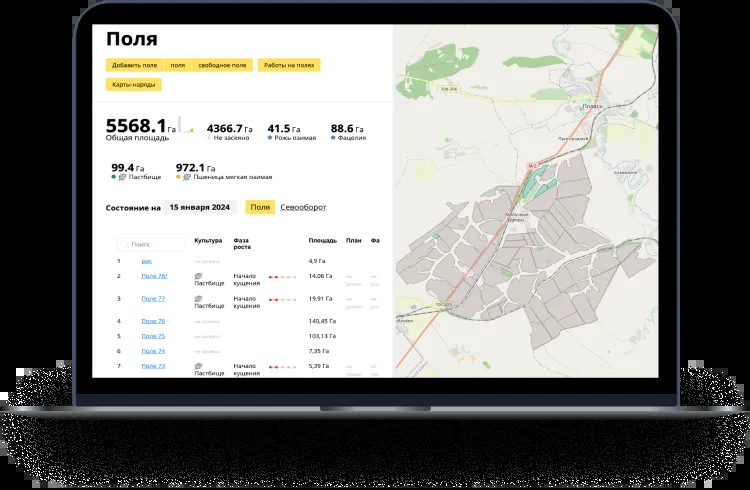 Поля
Добавить поле поля свободное поле Работы на полях
Карты-наряды
5568.1 Га
Общая площадь
4366.7 Га
Не засеяно
41.5 Га
Рожь озимая
88.6 Га
Фацелия
99.4 Га
Пастбище
972.1 Га
Пшеница мягкая озимая
Состояние на 15 января 2024 Поля Севооборот
Поиск Культура Фаза роста Площадь План Фа
1 рис не засеяно 4,9 Га
2 Поле 78/ Пастбище Начало кущения 14,06 Га
3 Поле 77 Пастбище Начало кущения 19,91 Га
4 Поле 76 не засеяно 140,45 Га
5 Поле 75 не засеяно 103,13 Га
6 Поле 74 не засеяно 7,35 Га
7 Поле 73 Пастбище Начало кущения 5,39 Га
Плавск
Пригородный
Камынино
М-2
Молочные Дворы